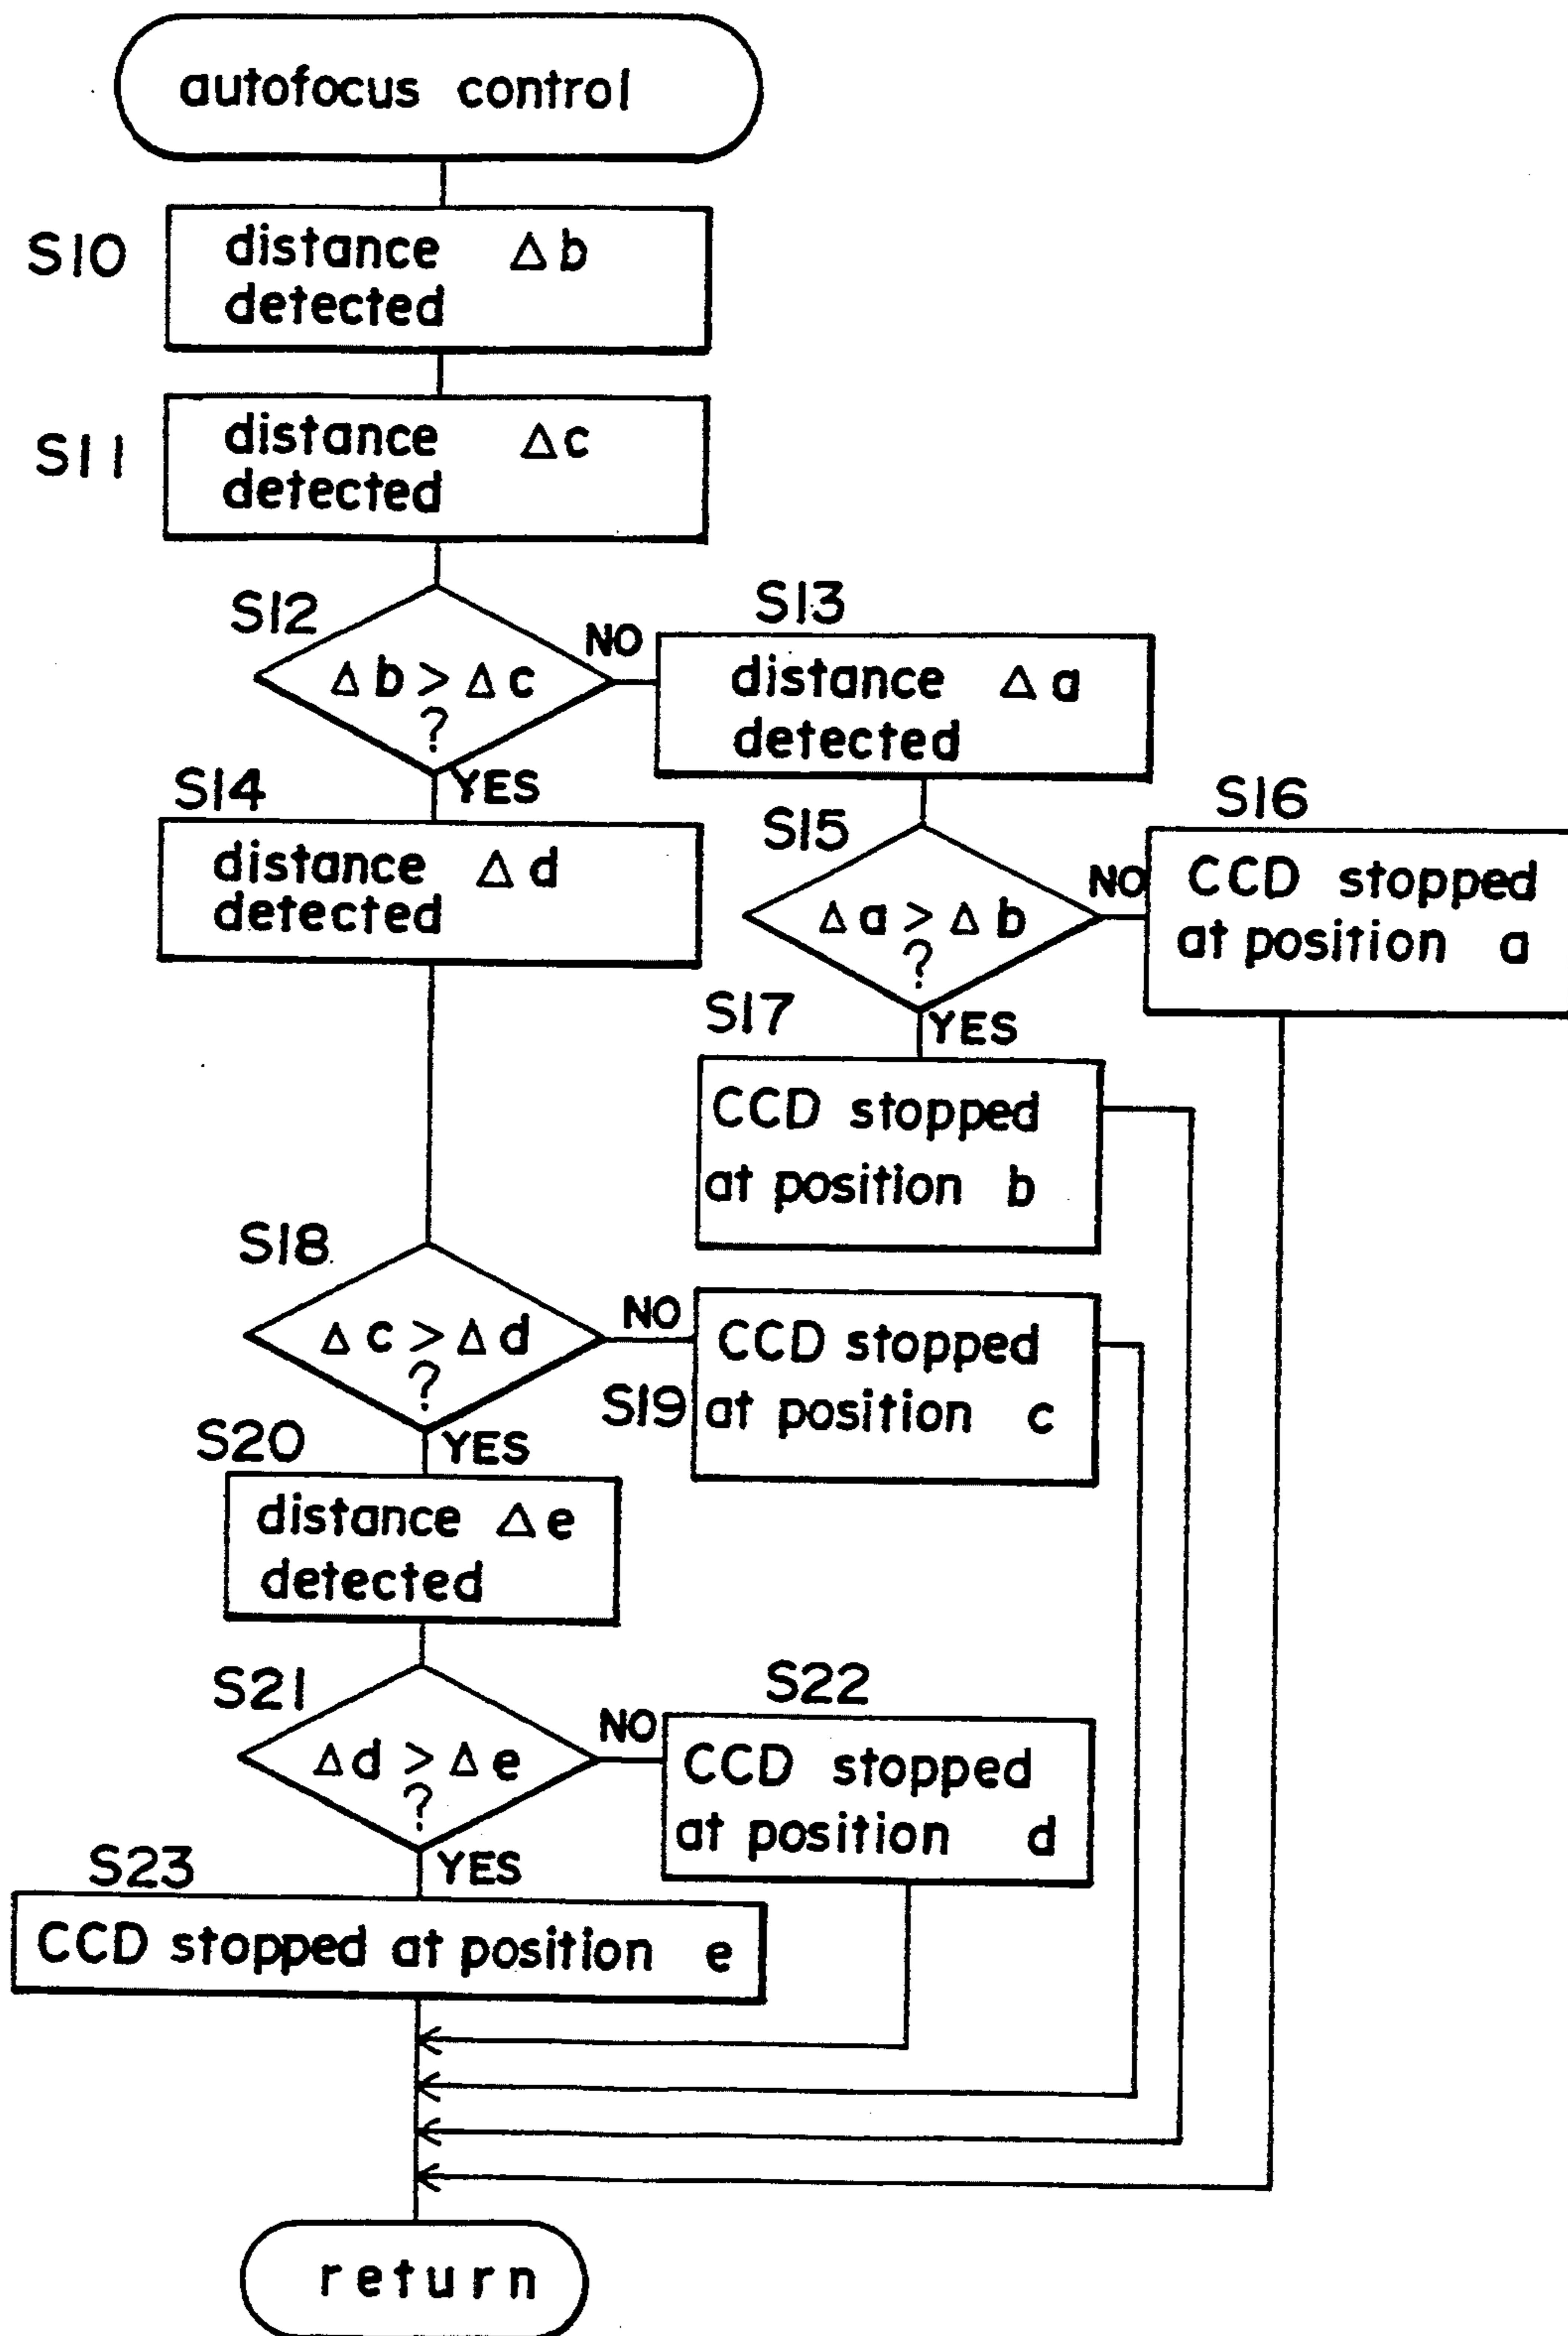 autofocus control
S10
distance Δb
detected
S11
distance Δc
detected
S12
Δb > Δc
?
NO
YES
S13
distance Δa
detected
S14
distance Δd
detected
S15
Δa > Δb
?
NO
YES
S16
CCD stopped
at position a
S17
CCD stopped
at position b
S18
Δc > Δd
?
NO
YES
S19
CCD stopped
at position c
S20
distance Δe
detected
S21
Δd > Δe
?
NO
YES
S22
CCD stopped
at position d
S23
CCD stopped at position e
return